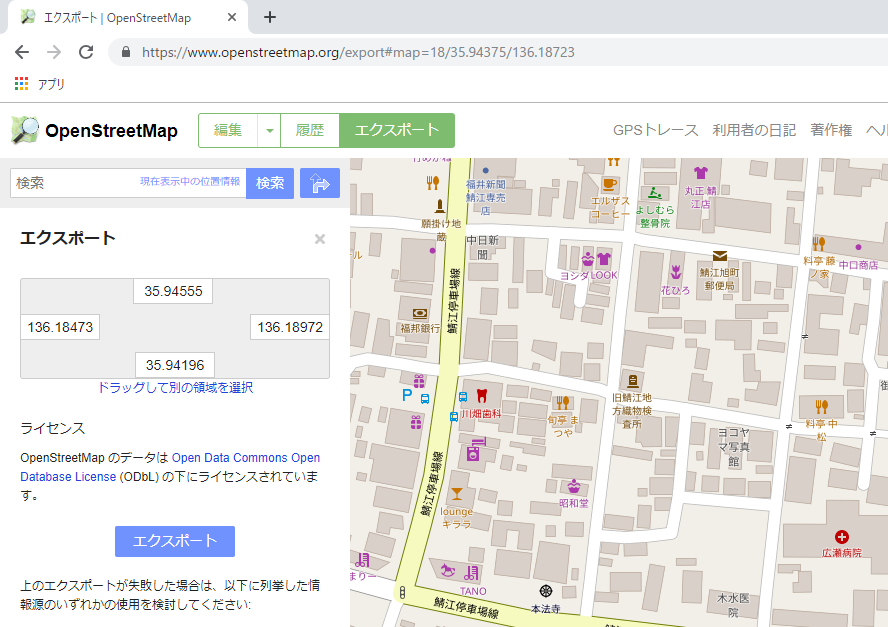 エクスポート | OpenStreetMap
https://www.openstreetmap.org/export#map=18/35.94375/136.18723
アプリ
OpenStreetMap
編集
履歴
エクスポート
GPSトレース
利用者の日記
著作権
検索
現在表示中の位置情報
検索
エクスポート
35.94555
136.18473
136.18972
35.94196
ドラッグして別の領域を選択
ライセンス
OpenStreetMap のデータは Open Data Commons Open
Database License (ODbL) の下にライセンスされていま
す。
エクスポート
上のエクスポートが失敗した場合は、以下に列挙した情
報源のいずれかの使用を検討してください:
福井新聞
鯖江専売
店
願掛け地
蔵
中日新
聞
エルザス
コーヒー
よしむら
整骨院
丸正 鯖
江店
ヨシダLOOK
花ひろ
鯖江旭町
郵便局
料亭 藤
ノ家
中口商店
鯖江停車場線
福邦銀行
P
川畑歯科
旬亭 ま
つや
旧鯖江地
方織物検
査所
ヨコヤ
マ写真
館
料亭 中
松
鯖江停車場線
lounge
キララ
昭和堂
広瀬病院
まりー
TANO
本法寺
木水医
院
鯖江停車場線